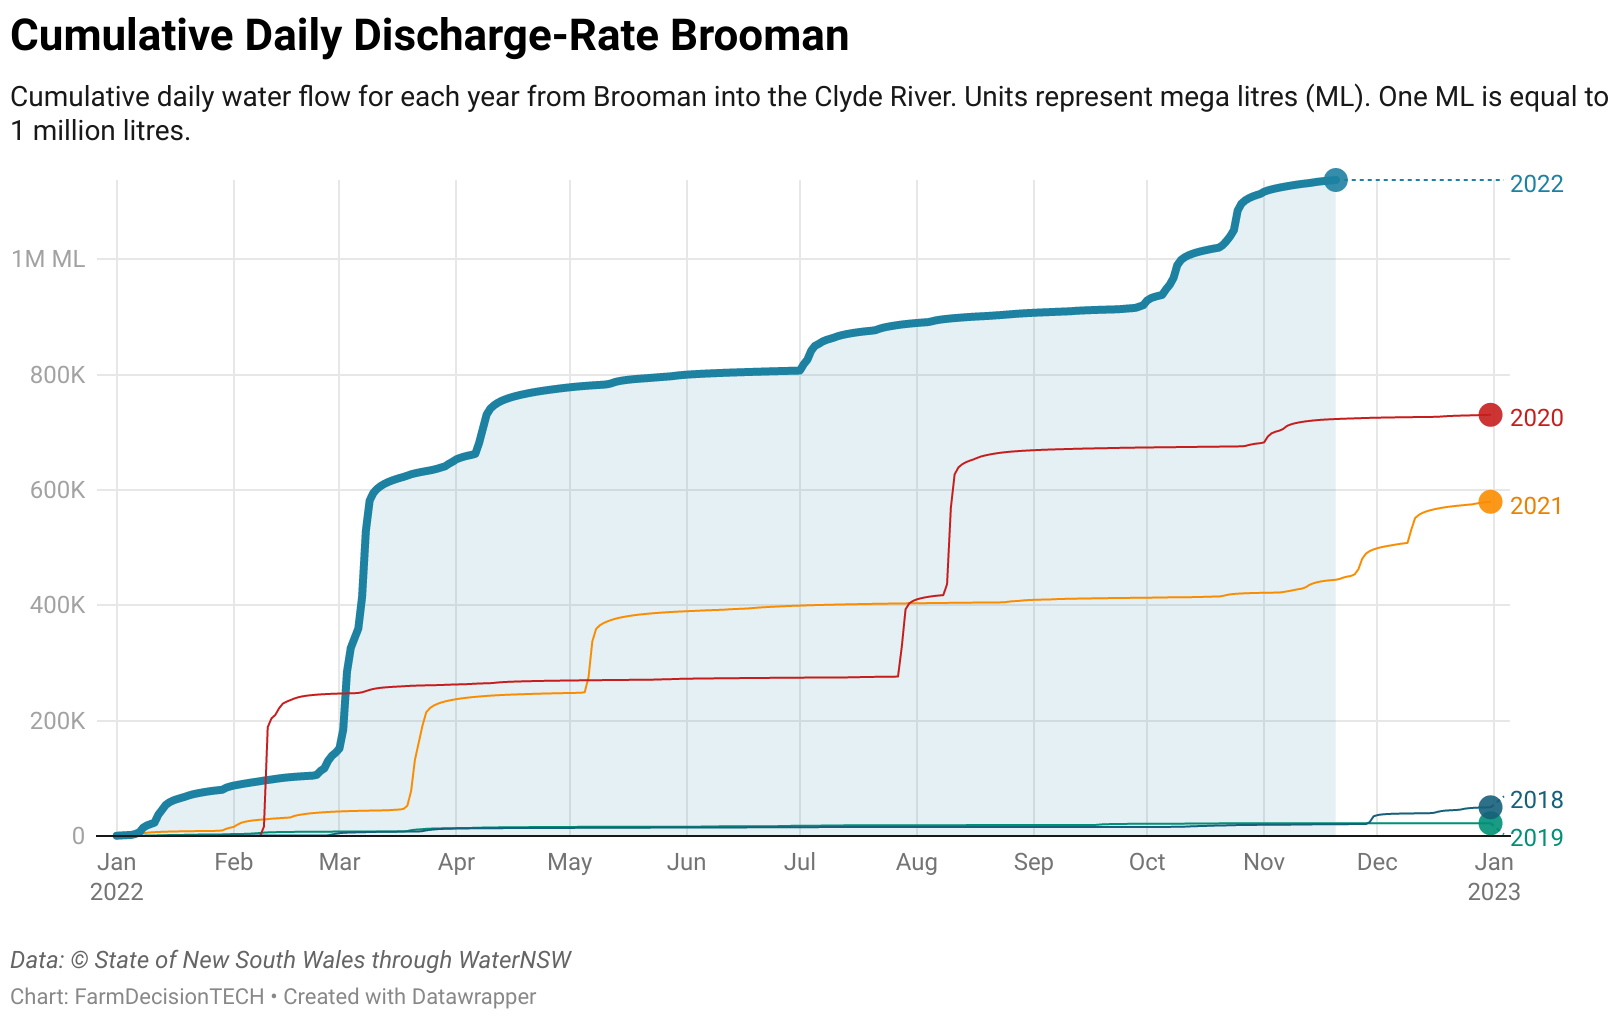 Cumulative Daily Discharge-Rate Brooman
Cumulative daily water flow for each year from Brooman into the Clyde River. Units represent mega litres (ML). One ML is equal to
1 million litres.
2022
1M ML
800K
2020
600K
2021
400K
200K
2018
0
2019
Jan Feb Mar Apr May Jun Jul Aug Sep Oct Nov Dec Jan
2022 2023
Data: © State of New South Wales through WaterNSW
Chart: FarmDecisionTECH • Created with Datawrapper